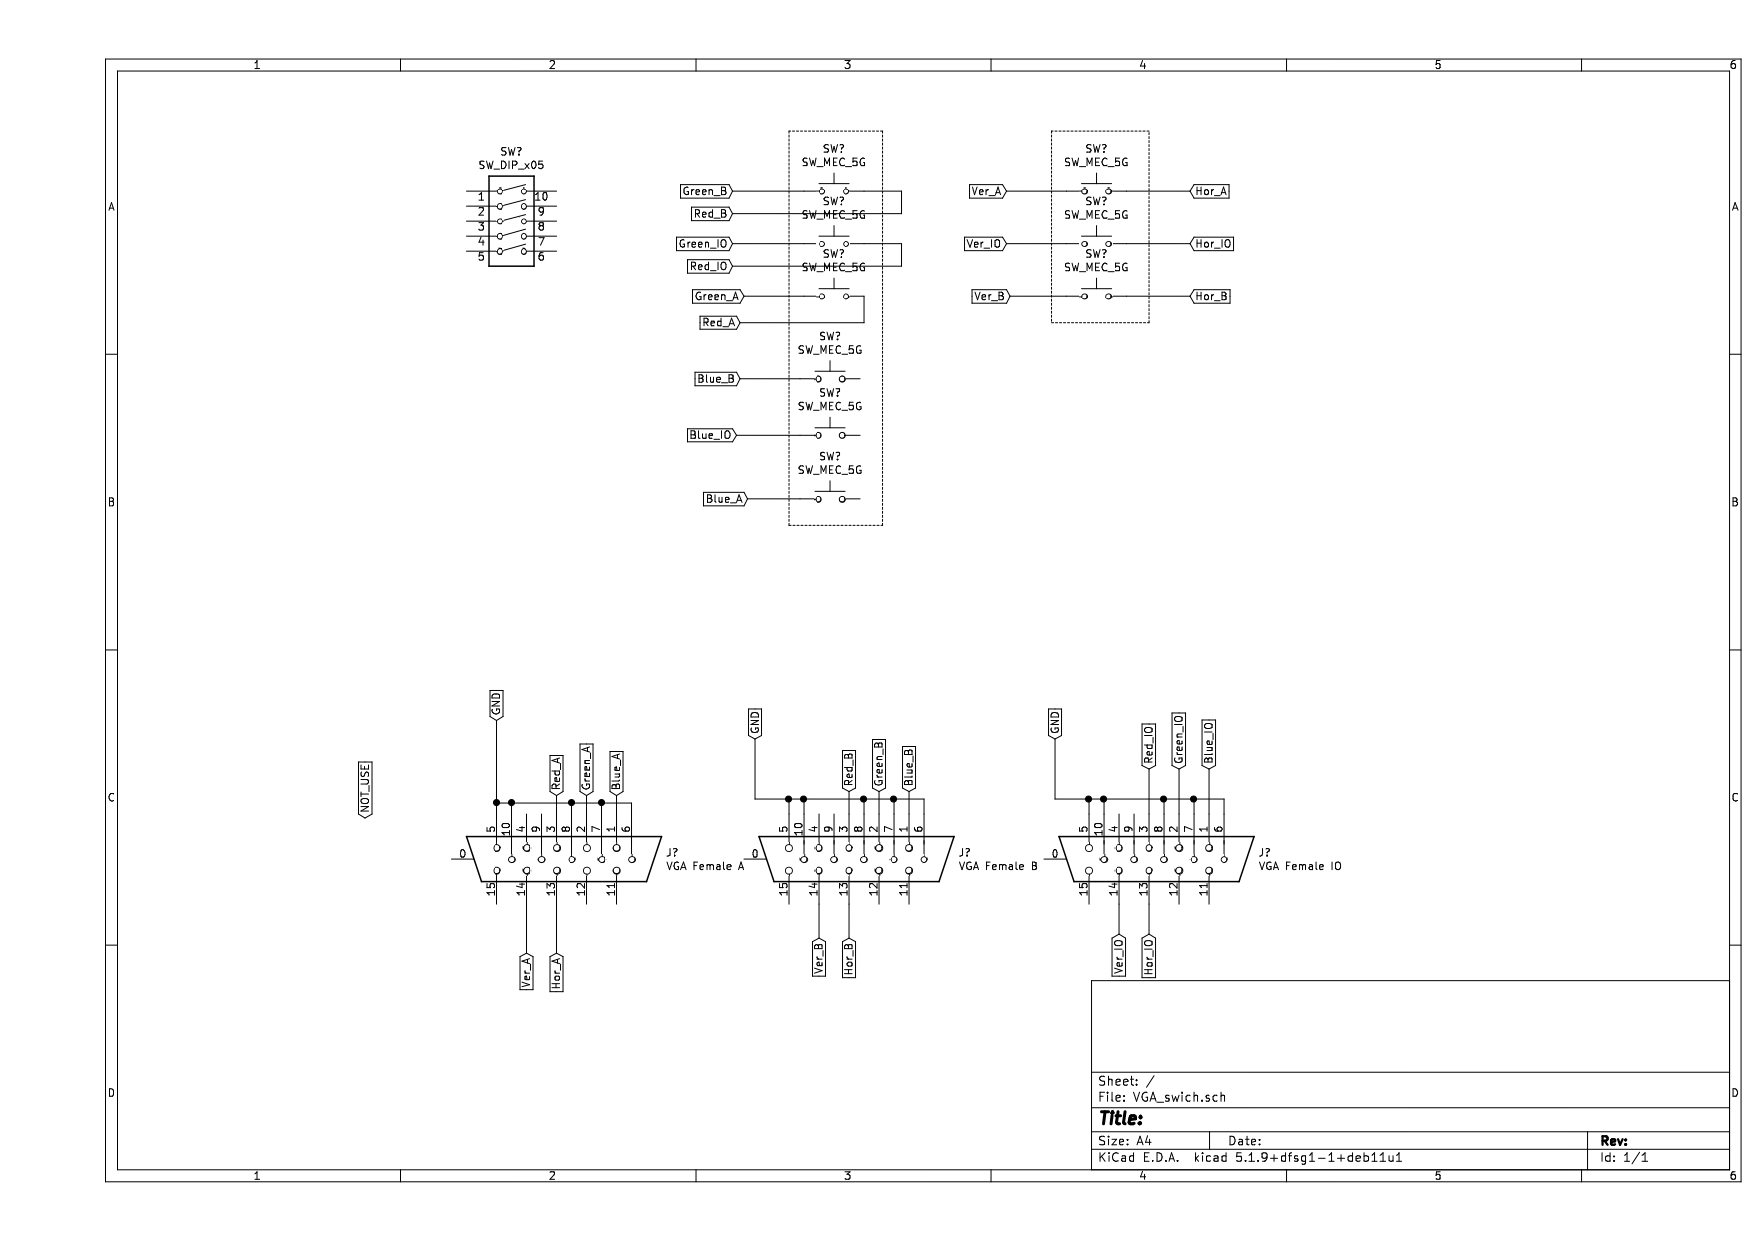 1 2 3 4 5 6
A A
SW?
SW_DIP_x05
1 10
2 9
3 8
4 7
5 6
SW?
SW_MEC_5G
Green_B
Red_B
SW?
SW_MEC_5G
Green_IO
Red_IO
SW?
SW_MEC_5G
Green_A
Red_A
SW?
SW_MEC_5G
Blue_B
SW?
SW_MEC_5G
Blue_IO
SW?
SW_MEC_5G
Blue_A
SW?
SW_MEC_5G
Ver_A Hor_A
SW?
SW_MEC_5G
Ver_IO Hor_IO
SW?
SW_MEC_5G
Ver_B Hor_B
B B
C C
NOT_USE
GND
Red_A
Green_A
Blue_A
5 10 4 9 3 8 2 7 1 6
0
J?
VGA Female A
15 14 13 12 11
Ver_A
Hor_A
GND
Red_B
Green_B
Blue_B
5 10 4 9 3 8 2 7 1 6
0
J?
VGA Female B
15 14 13 12 11
Ver_B
Hor_B
GND
Red_IO
Green_IO
Blue_IO
5 10 4 9 3 8 2 7 1 6
0
J?
VGA Female IO
15 14 13 12 11
Ver_IO
Hor_IO
D D
Sheet: /
File: VGA_swich.sch
Title:
Size: A4 Date: Rev:
KiCad E.D.A. kicad 5.1.9+dfsg1-1+deb11u1 Id: 1/1
1 2 3 4 5 6